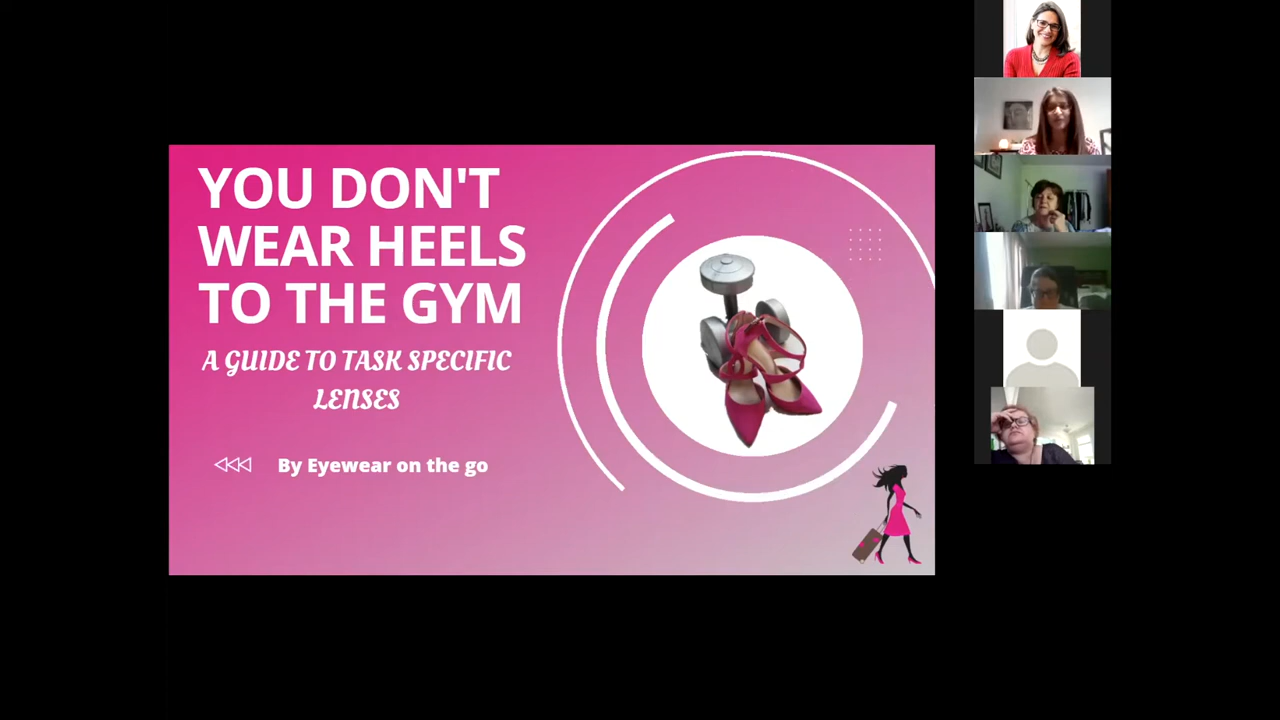 YOU DON'T
WEAR HEELS
TO THE GYM
A GUIDE TO TASK SPECIFIC
LENSES
By Eyewear on the go